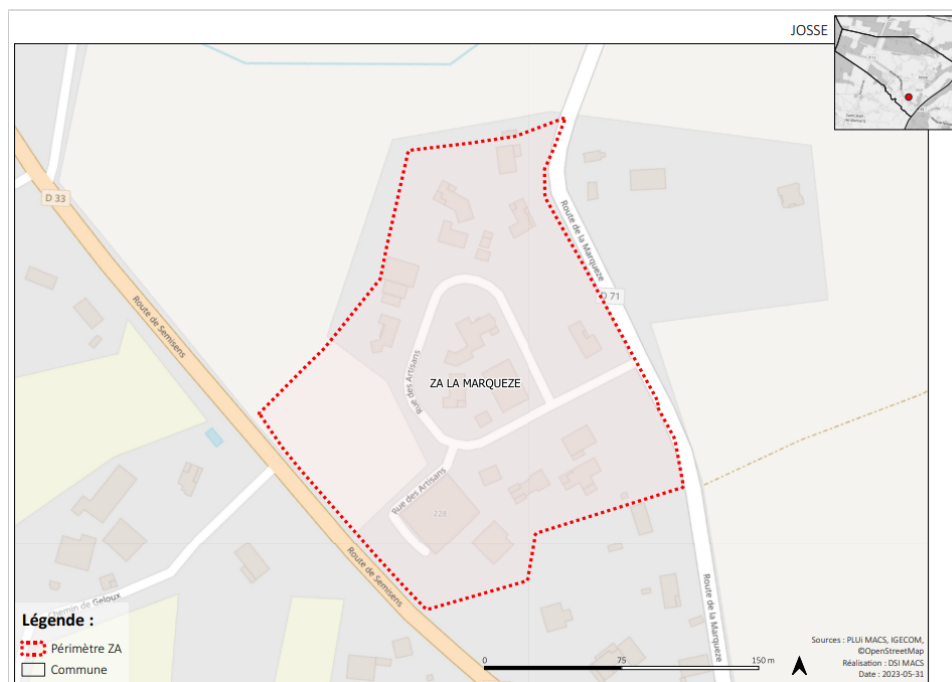 JOSSE
D 33
Route de Semisens
Route de la Marqueze
D 71
Rue des Artisans
ZA LA MARQUEZE
Rue des Artisans
228
Route de Semisens
Route de la Marqueze
Chemin de Geloux
Légende :
Périmètre ZA
Commune
0 75 150 m
Sources : PLUi MACS, IGECOM,
©OpenStreetMap
Réalisation : DSI MACS
Date : 2023-05-31